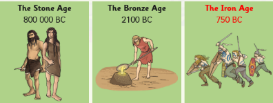 The Stone Age
800 000 BC
The Bronze Age
2100 BC
The Iron Age
750 BC